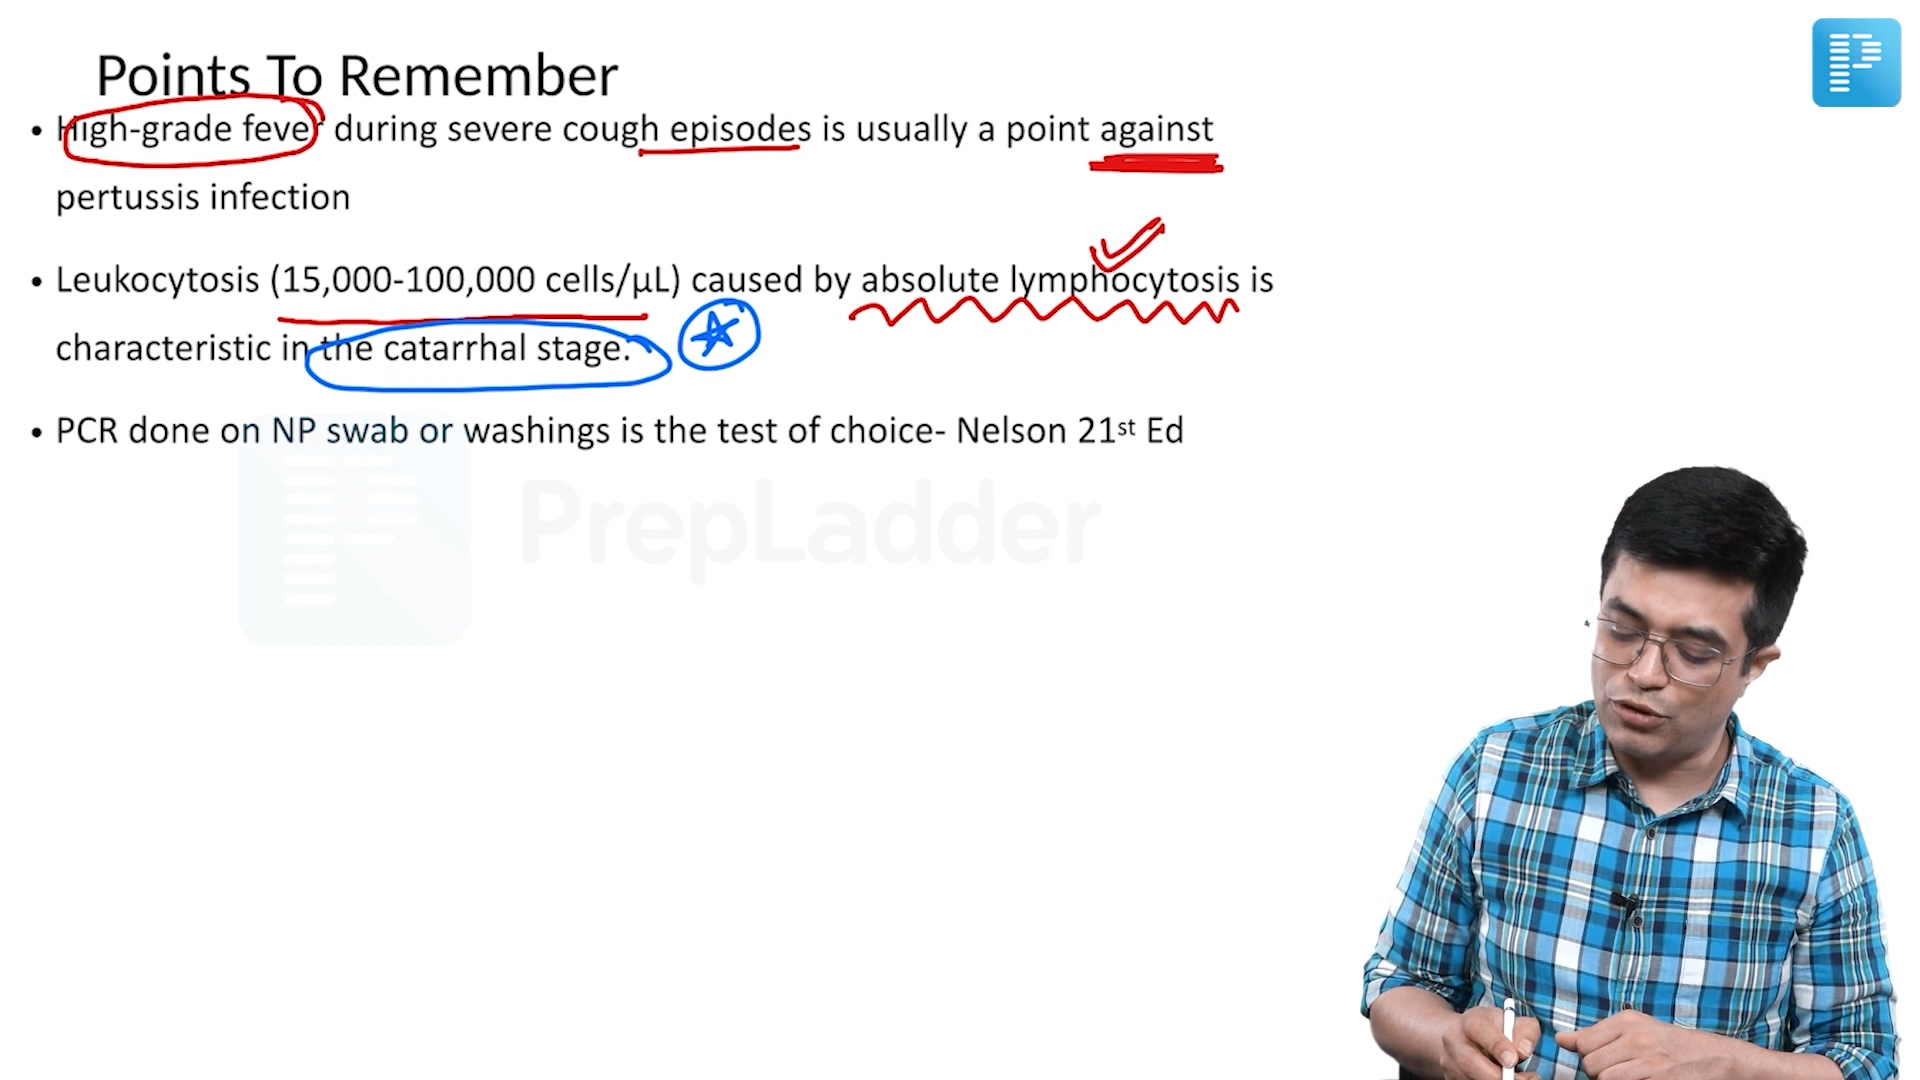 Points To Remember
• High-grade fever during severe cough episodes is usually a point against
pertussis infection
• Leukocytosis (15,000-100,000 cells/μL) caused by absolute lymphocytosis is
characteristic in the catarrhal stage.
• PCR done on NP swab or washings is the test of choice- Nelson 21st Ed
PrepLadder